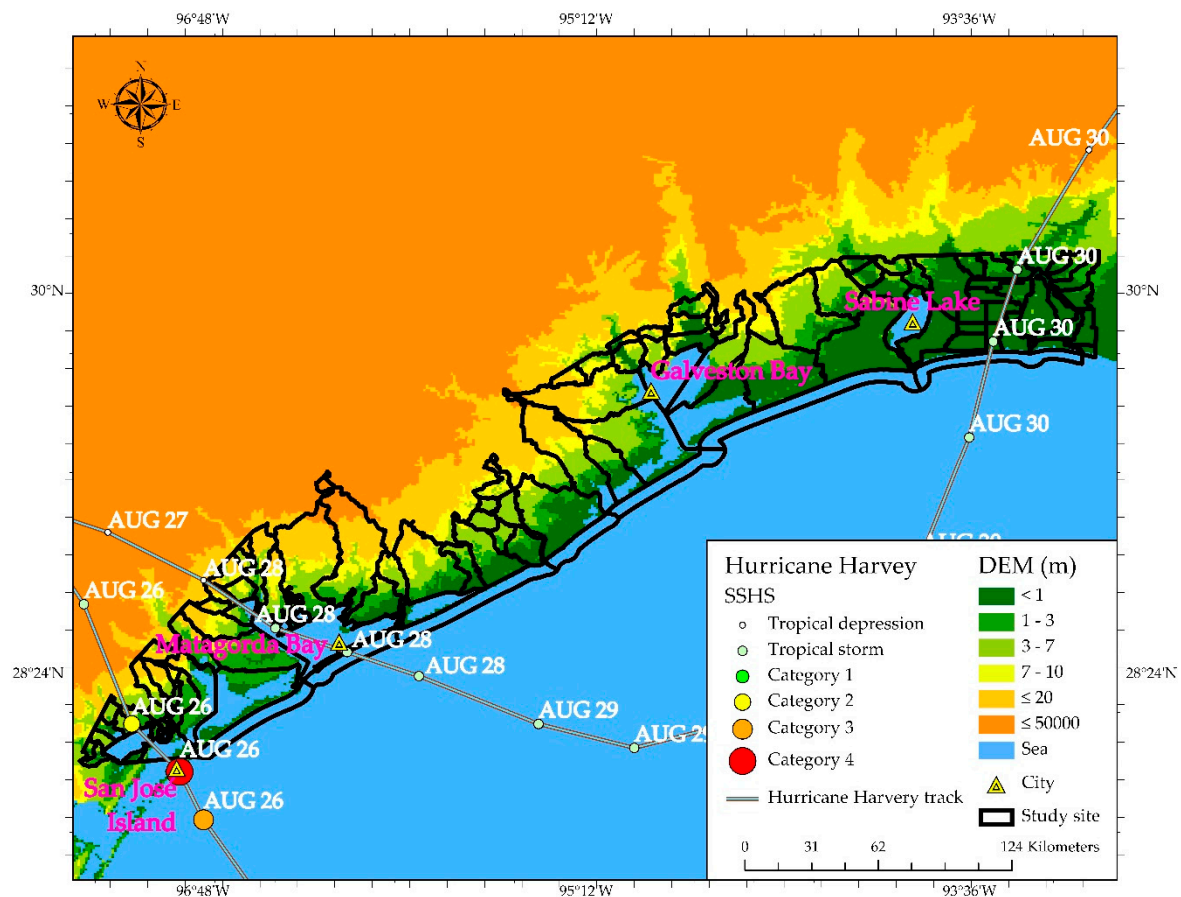 96°48'W 95°12'W 93°36'W
N
W E
S
AUG 30
AUG 30
30°N Sabine Lake 30°N
AUG 30
Galveston Bay
AUG 30
AUG 27
AUG 28
AUG 26
AUG 28
Matagorda Bay AUG 28
28°24'N AUG 28 28°24'N
AUG 26 AUG 29
AUG 26
San Jose
Island AUG 26
Hurricane Harvey
SSHS
Tropical depression
Tropical storm
Category 1
Category 2
Category 3
Category 4
Hurricane Harvery track
DEM (m)
< 1
1 - 3
3 - 7
7 - 10
≤ 20
≤ 50000
Sea
City
Study site
0 31 62 124 Kilometers
96°48'W 95°12'W 93°36'W